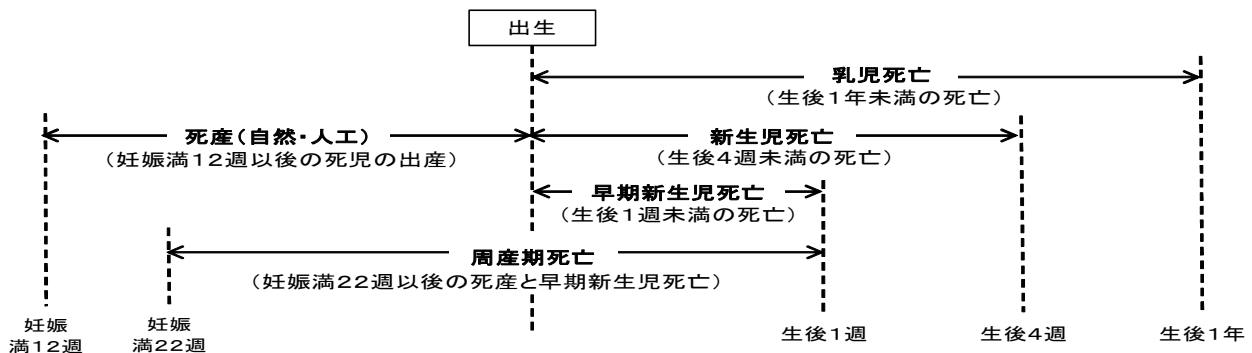 出生
乳児死亡
（生後1年未満の死亡）
死産（自然・人工）
（妊娠満12週以後の死児の出産）
新生児死亡
（生後4週未満の死亡）
早期新生児死亡
（生後1週未満の死亡）
周産期死亡
（妊娠満22週以後の死産と早期新生児死亡）
妊娠
満12週
妊娠
満22週
生後1週
生後4週
生後1年